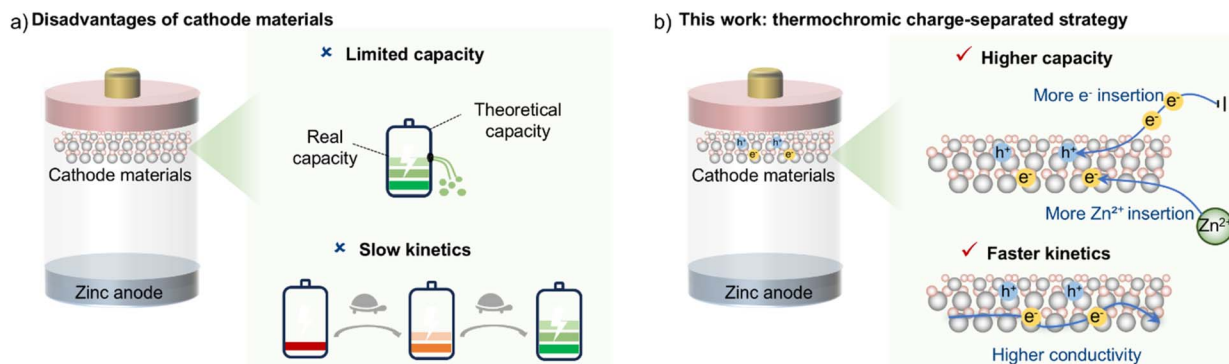 a) Disadvantages of cathode materials
× Limited capacity
Theoretical
capacity
Real
capacity
Cathode materials
× Slow kinetics
Zinc anode
b) This work: thermochromic charge-separated strategy
✓ Higher capacity
More e⁻ insertion
e⁻
e⁻
h⁺ h⁺
e⁻ e⁻
Cathode materials
h⁺ h⁺
e⁻ e⁻
More Zn²⁺ insertion
Zn²⁺
✓ Faster kinetics
h⁺ h⁺
e⁻ e⁻
Zinc anode
Higher conductivity